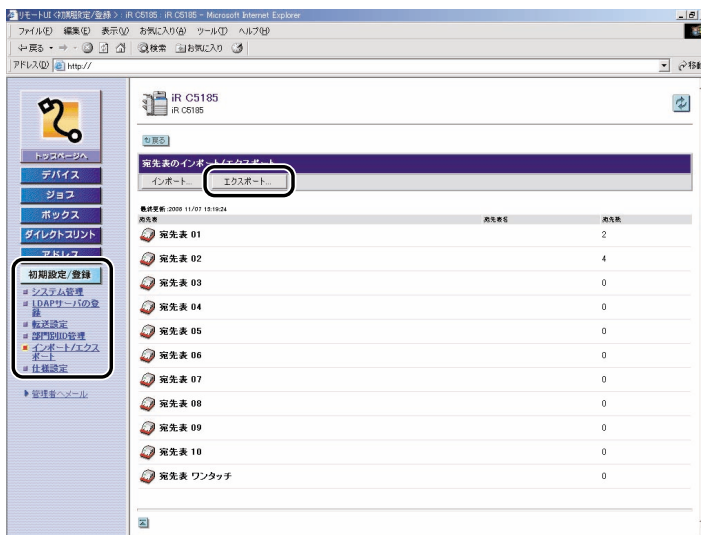 リモートUI <初期設定/登録> : iR C5185 : iR C5185 - Microsoft Internet Explorer
ファイル(F) 編集(E) 表示(V) お気に入り(A) ツール(T) ヘルプ(H)
戻る 検索 お気に入り
アドレス(D) http:// 移動
iR C5185
iR C5185
戻る
トップページへ
宛先表のインポート/エクスポート
インポート... エクスポート...
デバイス
ジョブ
ボックス
ダイレクトプリント
アドレス
初期設定/登録
システム管理
LDAPサーバの登
録
転送設定
部門別ID管理
インポート/エクス
ポート
仕様設定
管理者へメール
最終更新 :2006 11/07 15:19:24
宛先表 宛先表名 宛先数
宛先表 01 2
宛先表 02 4
宛先表 03 0
宛先表 04 0
宛先表 05 0
宛先表 06 0
宛先表 07 0
宛先表 08 0
宛先表 09 0
宛先表 10 0
宛先表 ワンタッチ 0